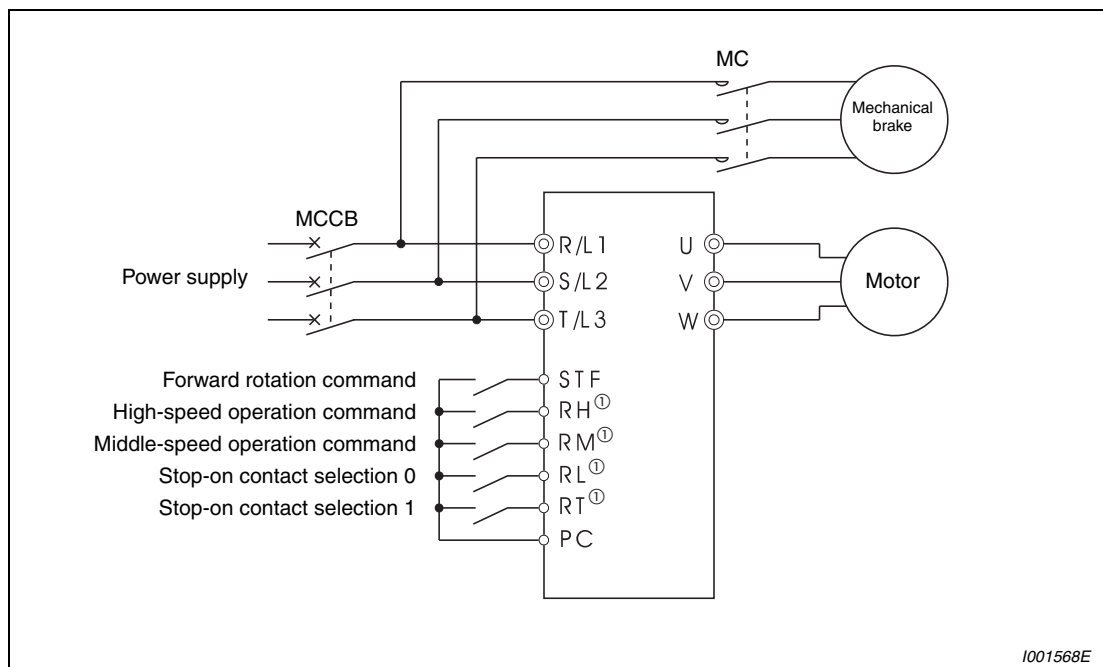 MC
Mechanical
brake
MCCB
R/L1 U
Power supply S/L2 V Motor
T/L3 W
Forward rotation command STF
High-speed operation command RH①
Middle-speed operation command RM①
Stop-on contact selection 0 RL①
Stop-on contact selection 1 RT①
PC
I001568E